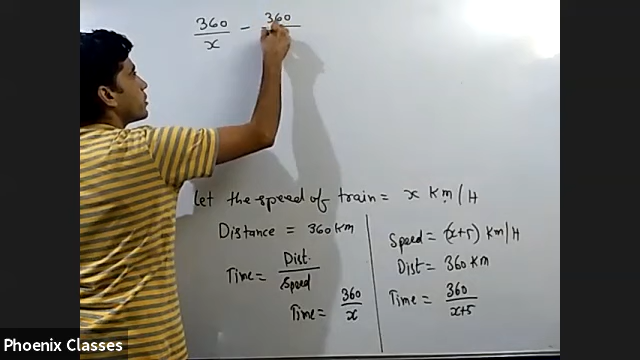 360/x - 360
let the speed of train = x Km/H
Distance = 360 Km
Time = Dist./Speed
Time = 360/x
Speed = (x+5) Km/H
Dist = 360 Km
Time = 360/x+5
Phoenix Classes